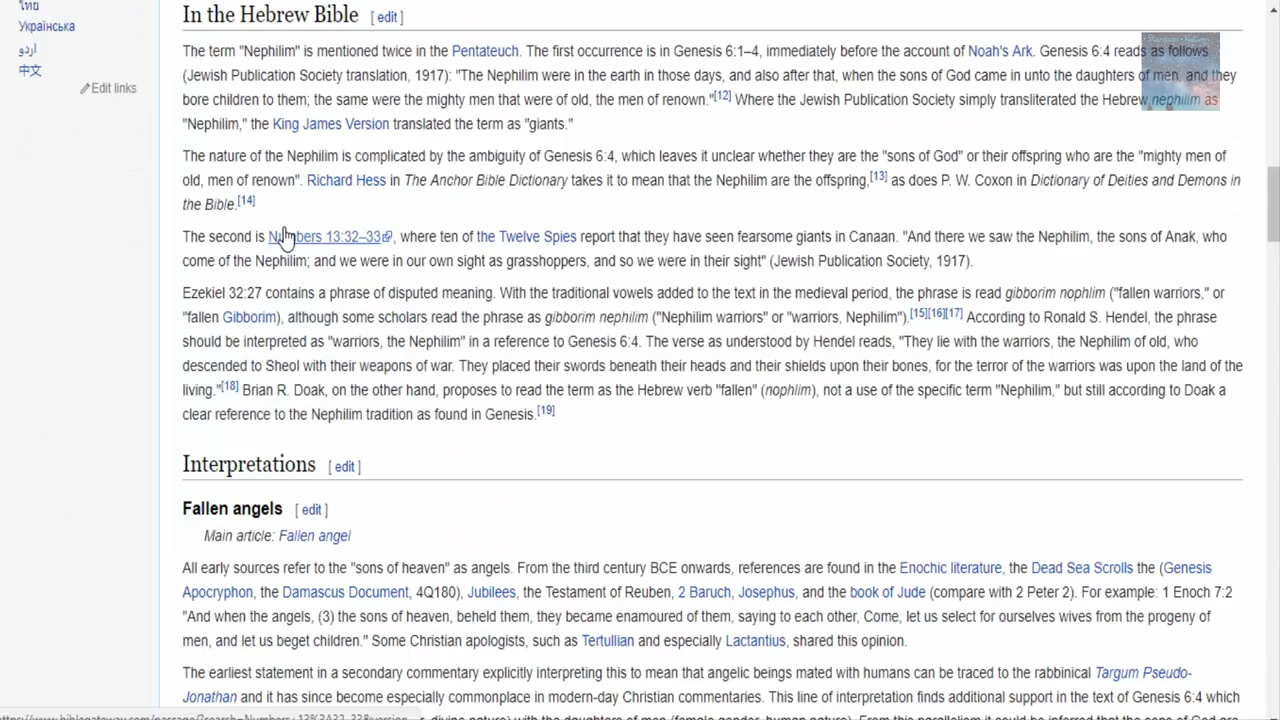 ไทย
Українська
اردو
中文
Edit links
In the Hebrew Bible [ edit ]
The term "Nephilim" is mentioned twice in the Pentateuch. The first occurrence is in Genesis 6:1–4, immediately before the account of Noah's Ark. Genesis 6:4 reads as follows
(Jewish Publication Society translation, 1917): "The Nephilim were in the earth in those days, and also after that, when the sons of God came in unto the daughters of men, and they
bore children to them; the same were the mighty men that were of old, the men of renown."[12] Where the Jewish Publication Society simply transliterated the Hebrew nephilim as
"Nephilim," the King James Version translated the term as "giants."
The nature of the Nephilim is complicated by the ambiguity of Genesis 6:4, which leaves it unclear whether they are the "sons of God" or their offspring who are the "mighty men of
old, men of renown". Richard Hess in The Anchor Bible Dictionary takes it to mean that the Nephilim are the offspring,[13] as does P. W. Coxon in Dictionary of Deities and Demons in
the Bible.[14]
The second is Numbers 13:32–33, where ten of the Twelve Spies report that they have seen fearsome giants in Canaan. "And there we saw the Nephilim, the sons of Anak, who
come of the Nephilim; and we were in our own sight as grasshoppers, and so we were in their sight" (Jewish Publication Society, 1917).
Ezekiel 32:27 contains a phrase of disputed meaning. With the traditional vowels added to the text in the medieval period, the phrase is read gibborim nophlim ("fallen warriors," or
"fallen Gibborim), although some scholars read the phrase as gibborim nephilim ("Nephilim warriors" or "warriors, Nephilim").[15][16][17] According to Ronald S. Hendel, the phrase
should be interpreted as "warriors, the Nephilim" in a reference to Genesis 6:4. The verse as understood by Hendel reads, "They lie with the warriors, the Nephilim of old, who
descended to Sheol with their weapons of war. They placed their swords beneath their heads and their shields upon their bones, for the terror of the warriors was upon the land of the
living."[18] Brian R. Doak, on the other hand, proposes to read the term as the Hebrew verb "fallen" (nophlim), not a use of the specific term "Nephilim," but still according to Doak a
clear reference to the Nephilim tradition as found in Genesis.[19]
Interpretations [ edit ]
Fallen angels [ edit ]
Main article: Fallen angel
All early sources refer to the "sons of heaven" as angels. From the third century BCE onwards, references are found in the Enochic literature, the Dead Sea Scrolls the (Genesis
Apocryphon, the Damascus Document, 4Q180), Jubilees, the Testament of Reuben, 2 Baruch, Josephus, and the book of Jude (compare with 2 Peter 2). For example: 1 Enoch 7:2
"And when the angels, (3) the sons of heaven, beheld them, they became enamoured of them, saying to each other, Come, let us select for ourselves wives from the progeny of
men, and let us beget children." Some Christian apologists, such as Tertullian and especially Lactantius, shared this opinion.
The earliest statement in a secondary commentary explicitly interpreting this to mean that angelic beings mated with humans can be traced to the rabbinical Targum Pseudo-
Jonathan and it has since become especially commonplace in modern-day Christian commentaries. This line of interpretation finds additional support in the text of Genesis 6:4 which